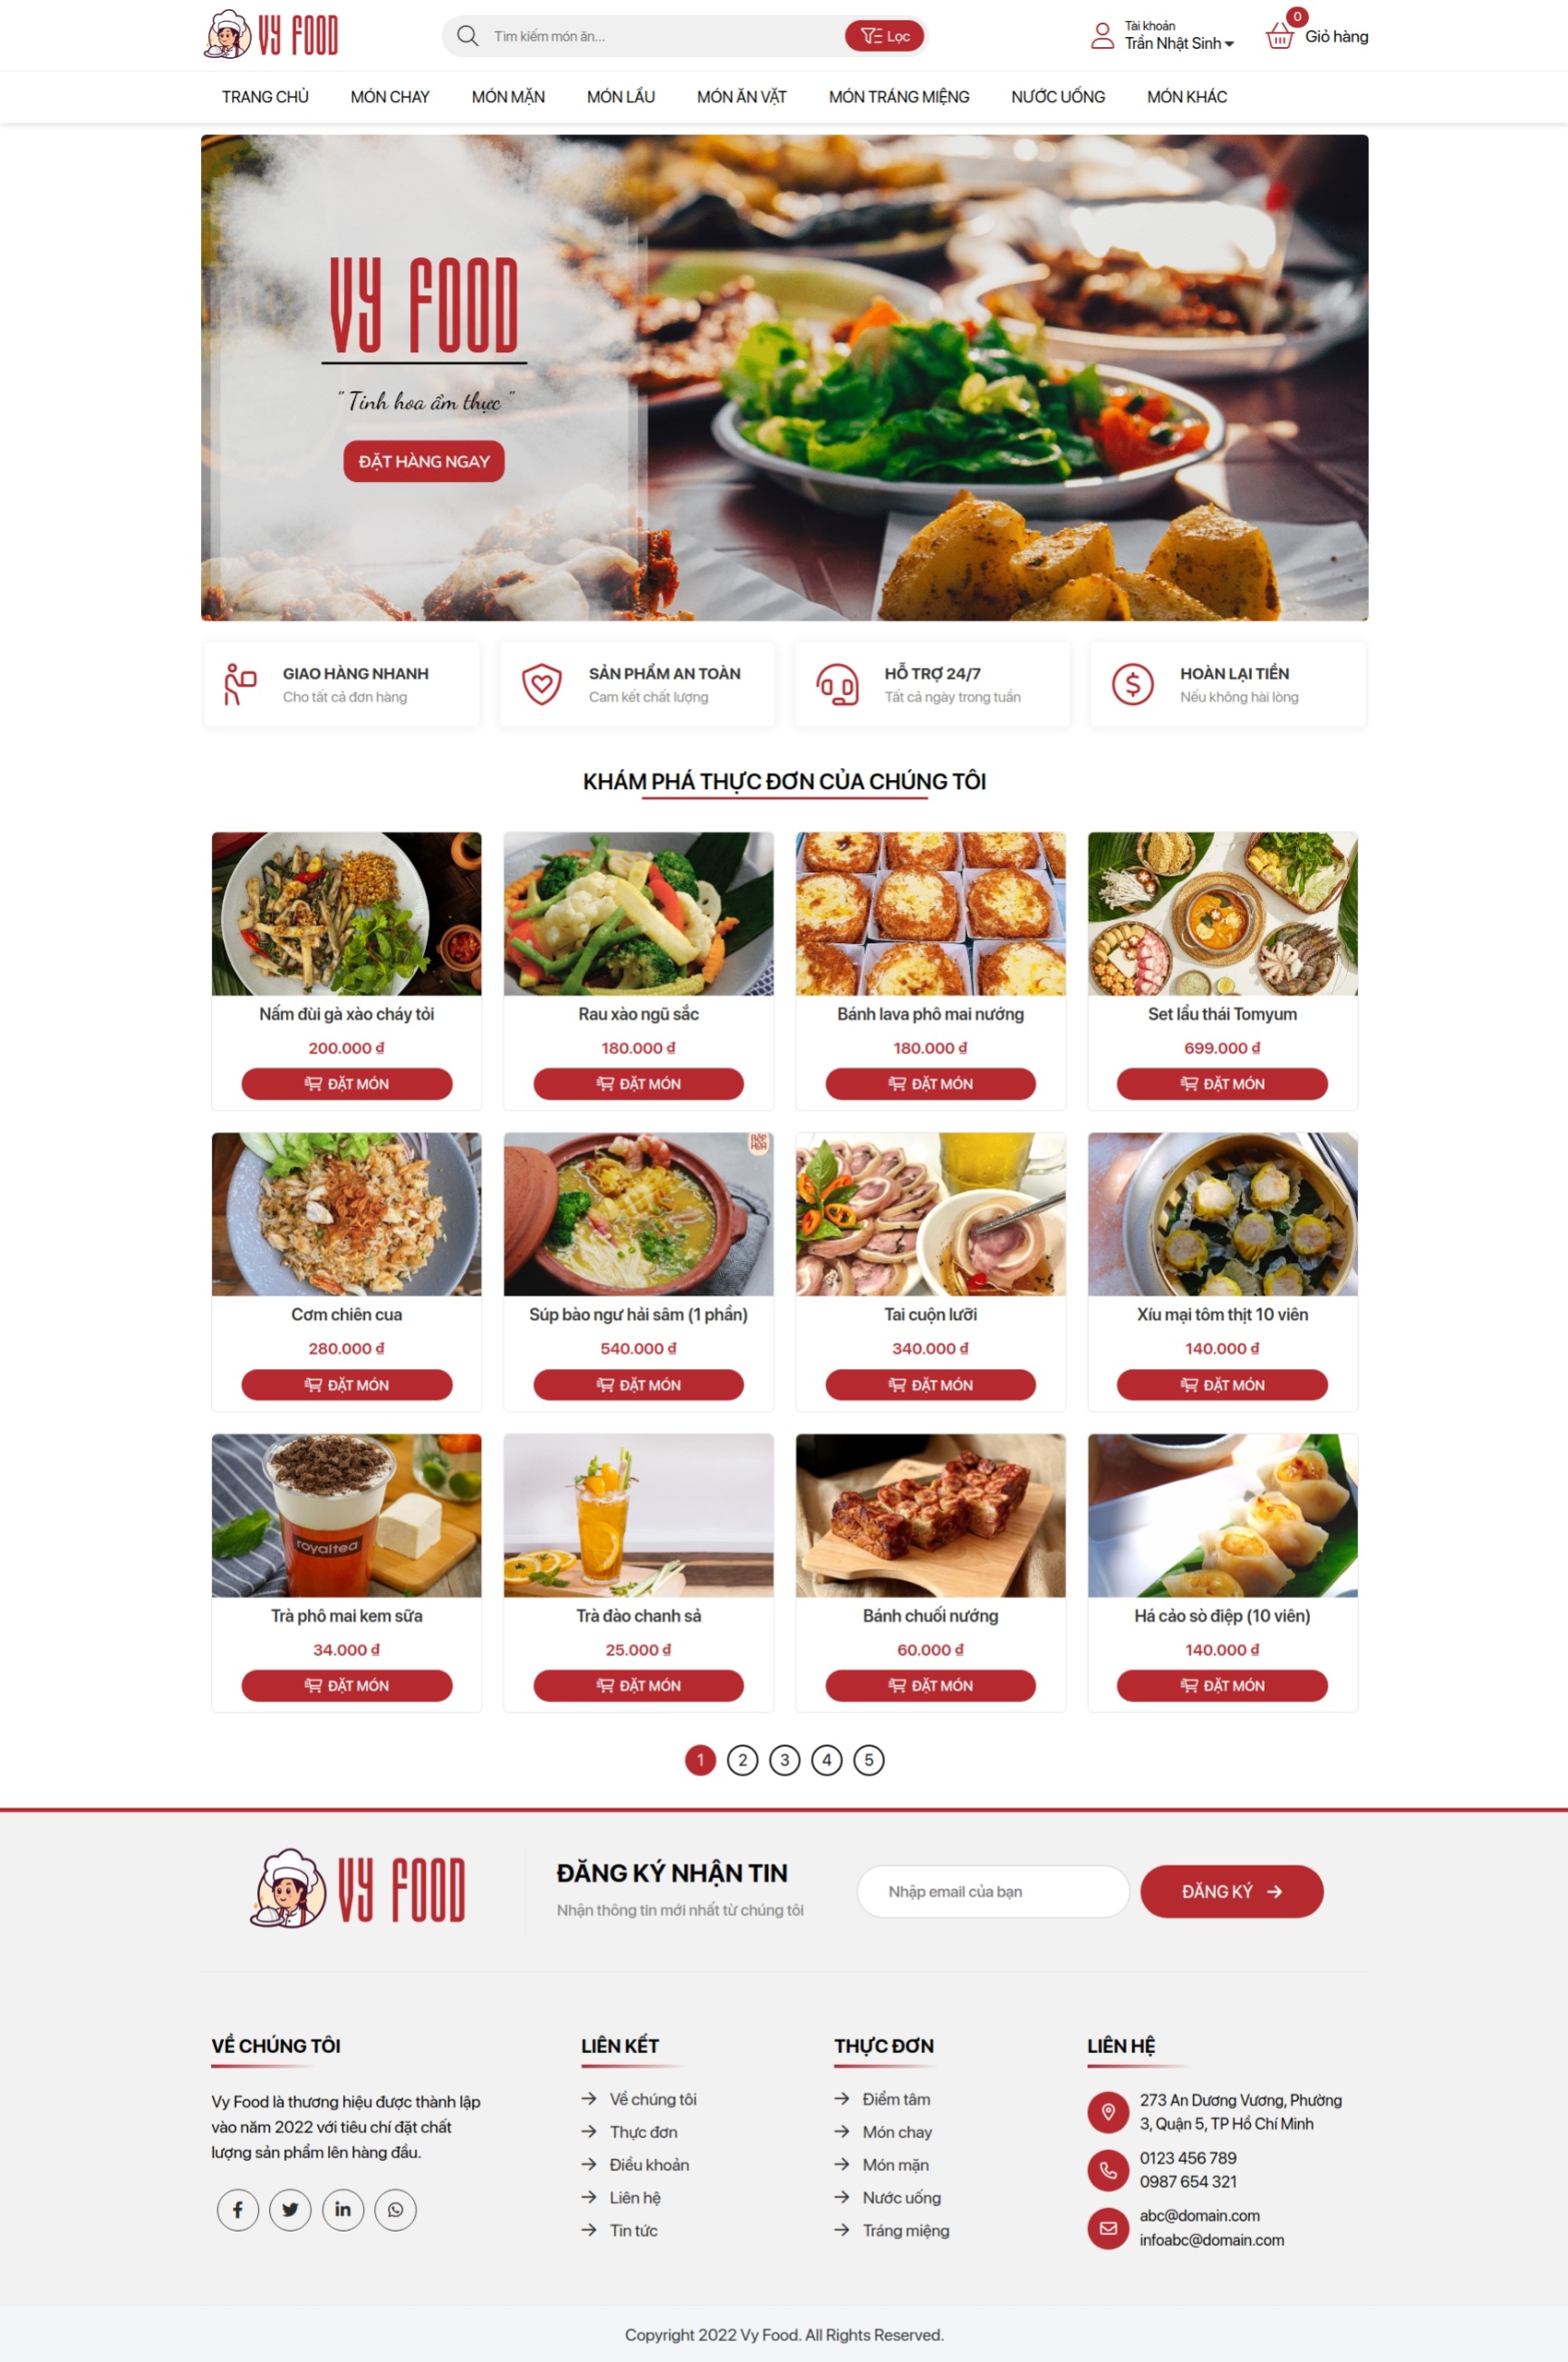 VY FOOD
Tìm kiếm món ăn...
Lọc
Tài khoản
Trần Nhật Sinh
0
Giỏ hàng
TRANG CHỦ
MÓN CHAY
MÓN MẶN
MÓN LẨU
MÓN ĂN VẶT
MÓN TRÁNG MIỆNG
NƯỚC UỐNG
MÓN KHÁC
VY FOOD
" Tinh hoa ẩm thực "
ĐẶT HÀNG NGAY
GIAO HÀNG NHANH
Cho tất cả đơn hàng
SẢN PHẨM AN TOÀN
Cam kết chất lượng
HỖ TRỢ 24/7
Tất cả ngày trong tuần
HOÀN LẠI TIỀN
Nếu không hài lòng
KHÁM PHÁ THỰC ĐƠN CỦA CHÚNG TÔI
Nấm đùi gà xào cháy tỏi
200.000 ₫
ĐẶT MÓN
Rau xào ngũ sắc
180.000 ₫
ĐẶT MÓN
Bánh lava phô mai nướng
180.000 ₫
ĐẶT MÓN
Set lẩu thái Tomyum
699.000 ₫
ĐẶT MÓN
Cơm chiên cua
280.000 ₫
ĐẶT MÓN
BẾP
HOA
Súp bào ngư hải sâm (1 phần)
540.000 ₫
ĐẶT MÓN
Tai cuộn lưỡi
340.000 ₫
ĐẶT MÓN
Xíu mại tôm thịt 10 viên
140.000 ₫
ĐẶT MÓN
royaltea
Trà phô mai kem sữa
34.000 ₫
ĐẶT MÓN
Trà đào chanh sả
25.000 ₫
ĐẶT MÓN
Bánh chuối nướng
60.000 ₫
ĐẶT MÓN
Há cảo sò điệp (10 viên)
140.000 ₫
ĐẶT MÓN
1 2 3 4 5
VY FOOD
ĐĂNG KÝ NHẬN TIN
Nhận thông tin mới nhất từ chúng tôi
Nhập email của bạn
ĐĂNG KÝ
VỀ CHÚNG TÔI
Vy Food là thương hiệu được thành lập
vào năm 2022 với tiêu chí đặt chất
lượng sản phẩm lên hàng đầu.
LIÊN KẾT
Về chúng tôi
Thực đơn
Điều khoản
Liên hệ
Tin tức
THỰC ĐƠN
Điểm tâm
Món chay
Món mặn
Nước uống
Tráng miệng
LIÊN HỆ
273 An Dương Vương, Phường
3, Quận 5, TP Hồ Chí Minh
0123 456 789
0987 654 321
abc@domain.com
infoabc@domain.com
Copyright 2022 Vy Food. All Rights Reserved.